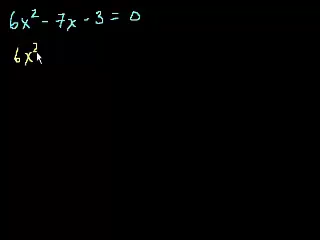 6x² - 7x - 3 = 0
6x²